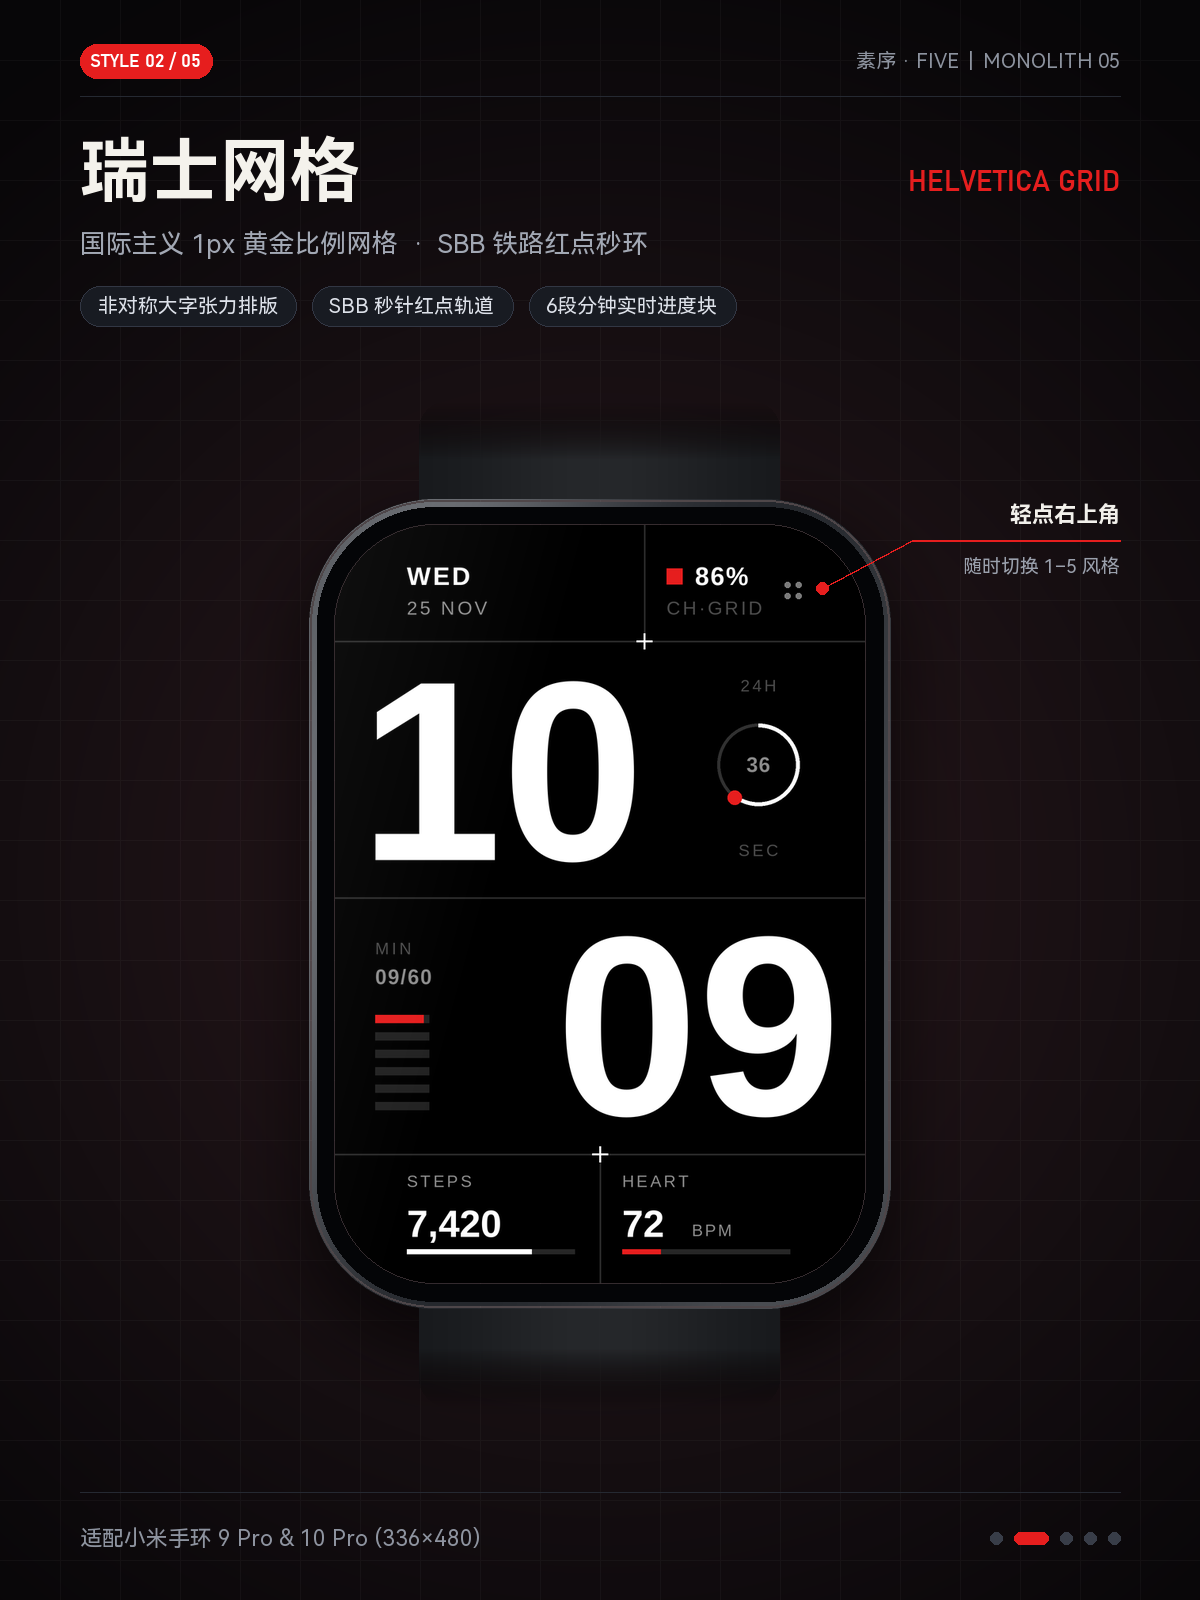 STYLE 02 / 05
素序 · FIVE | MONOLITH 05
瑞士网格
HELVETICA GRID
国际主义 1px 黄金比例网格 · SBB 铁路红点秒环
非对称大字张力排版
SBB 秒针红点轨道
6段分钟实时进度块
轻点右上角
随时切换 1–5 风格
WED
25 NOV
86%
CH·GRID
10
24H
36
SEC
MIN
09/60
09
STEPS
7,420
HEART
72 BPM
适配小米手环 9 Pro & 10 Pro (336×480)